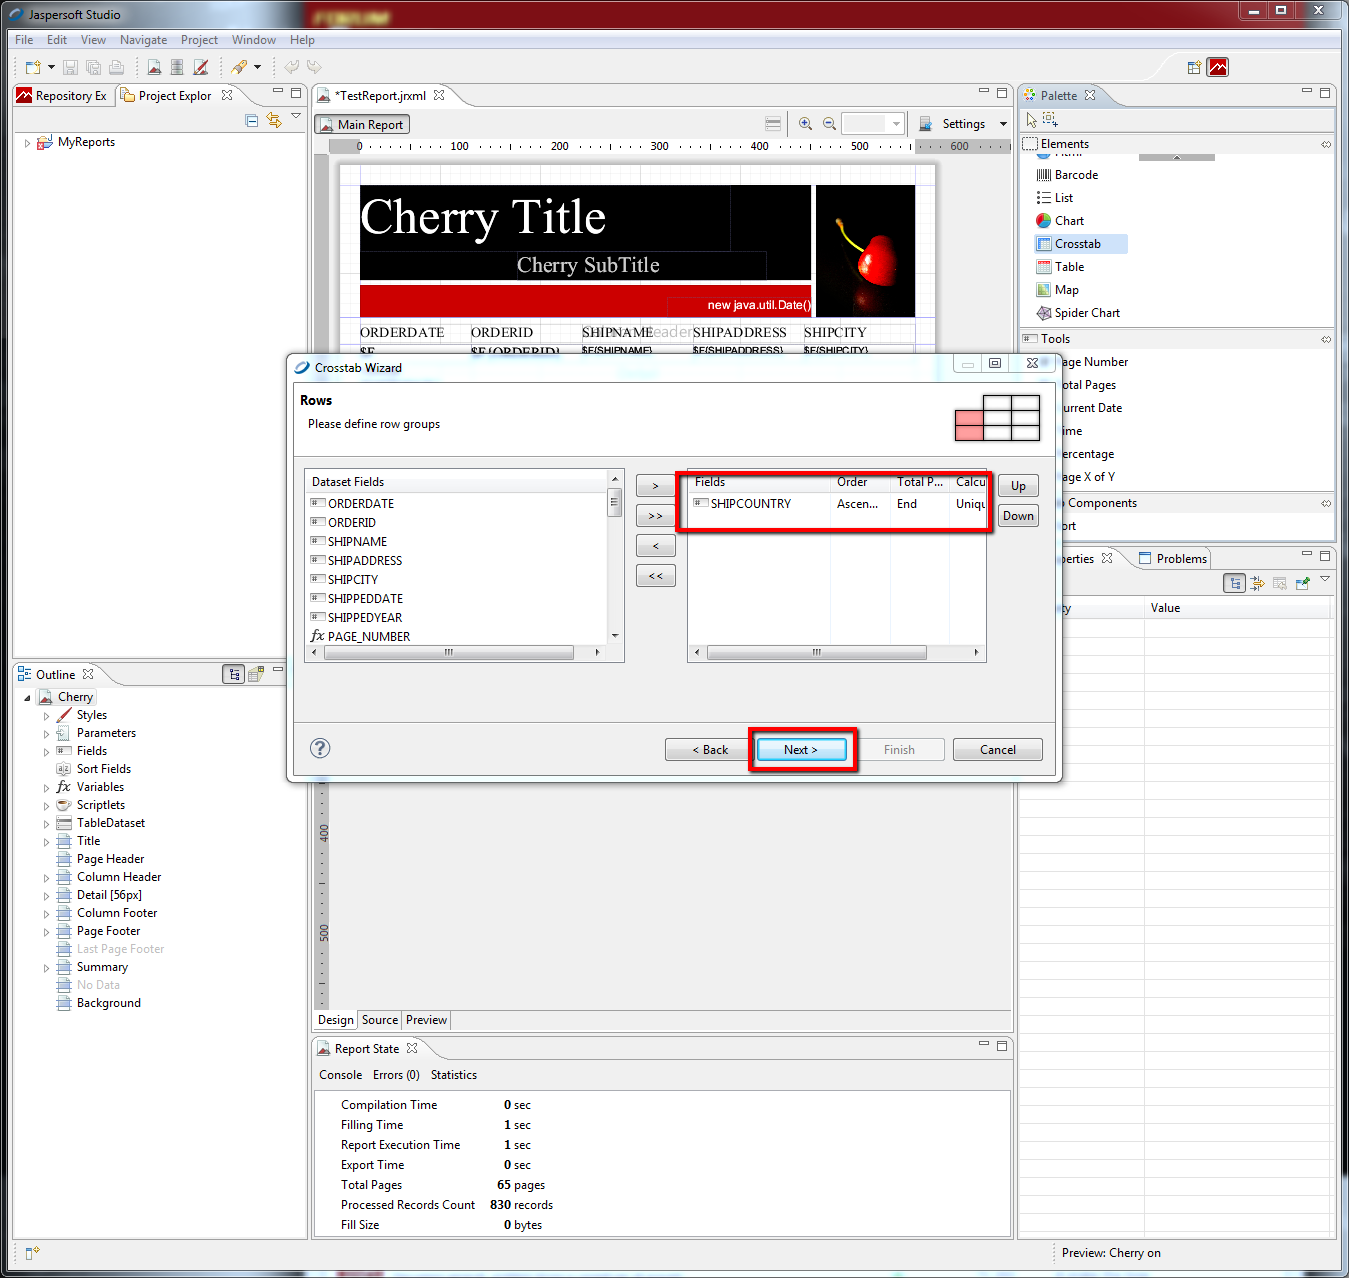 FORUM
Jaspersoft Studio
File Edit View Navigate Project Window Help
Repository Ex
Project Explor
MyReports
*TestReport.jrxml
Main Report
Settings
0 100 200 300 400 500 600
Cherry Title
Cherry SubTitle
new java.util.Date()
ORDERDATE ORDERID SHIPNAME SHIPADDRESS SHIPCITY
$F $F{ORDERID} $F{SHIPNAME} $F{SHIPADDRESS} $F{SHIPCITY}
Palette
Elements
Html
Barcode
List
Chart
Crosstab
Table
Map
Spider Chart
Tools
age Number
otal Pages
urrent Date
ime
ercentage
age X of Y
Components
ort
erties
Problems
ty
Value
Crosstab Wizard
Rows
Please define row groups
Dataset Fields
ORDERDATE
ORDERID
SHIPNAME
SHIPADDRESS
SHIPCITY
SHIPPEDDATE
SHIPPEDYEAR
fx PAGE_NUMBER
>
>>
<
<<
Fields Order Total P... Calcu
SHIPCOUNTRY Ascen... End Uniqu
Up
Down
?
< Back
Next >
Finish
Cancel
Outline
Cherry
Styles
Parameters
Fields
Sort Fields
fx Variables
Scriptlets
TableDataset
Title
Page Header
Column Header
Detail [56px]
Column Footer
Page Footer
Last Page Footer
Summary
No Data
Background
400
500
Design Source Preview
Report State
Console Errors (0) Statistics
Compilation Time 0 sec
Filling Time 1 sec
Report Execution Time 1 sec
Export Time 0 sec
Total Pages 65 pages
Processed Records Count 830 records
Fill Size 0 bytes
Preview: Cherry on